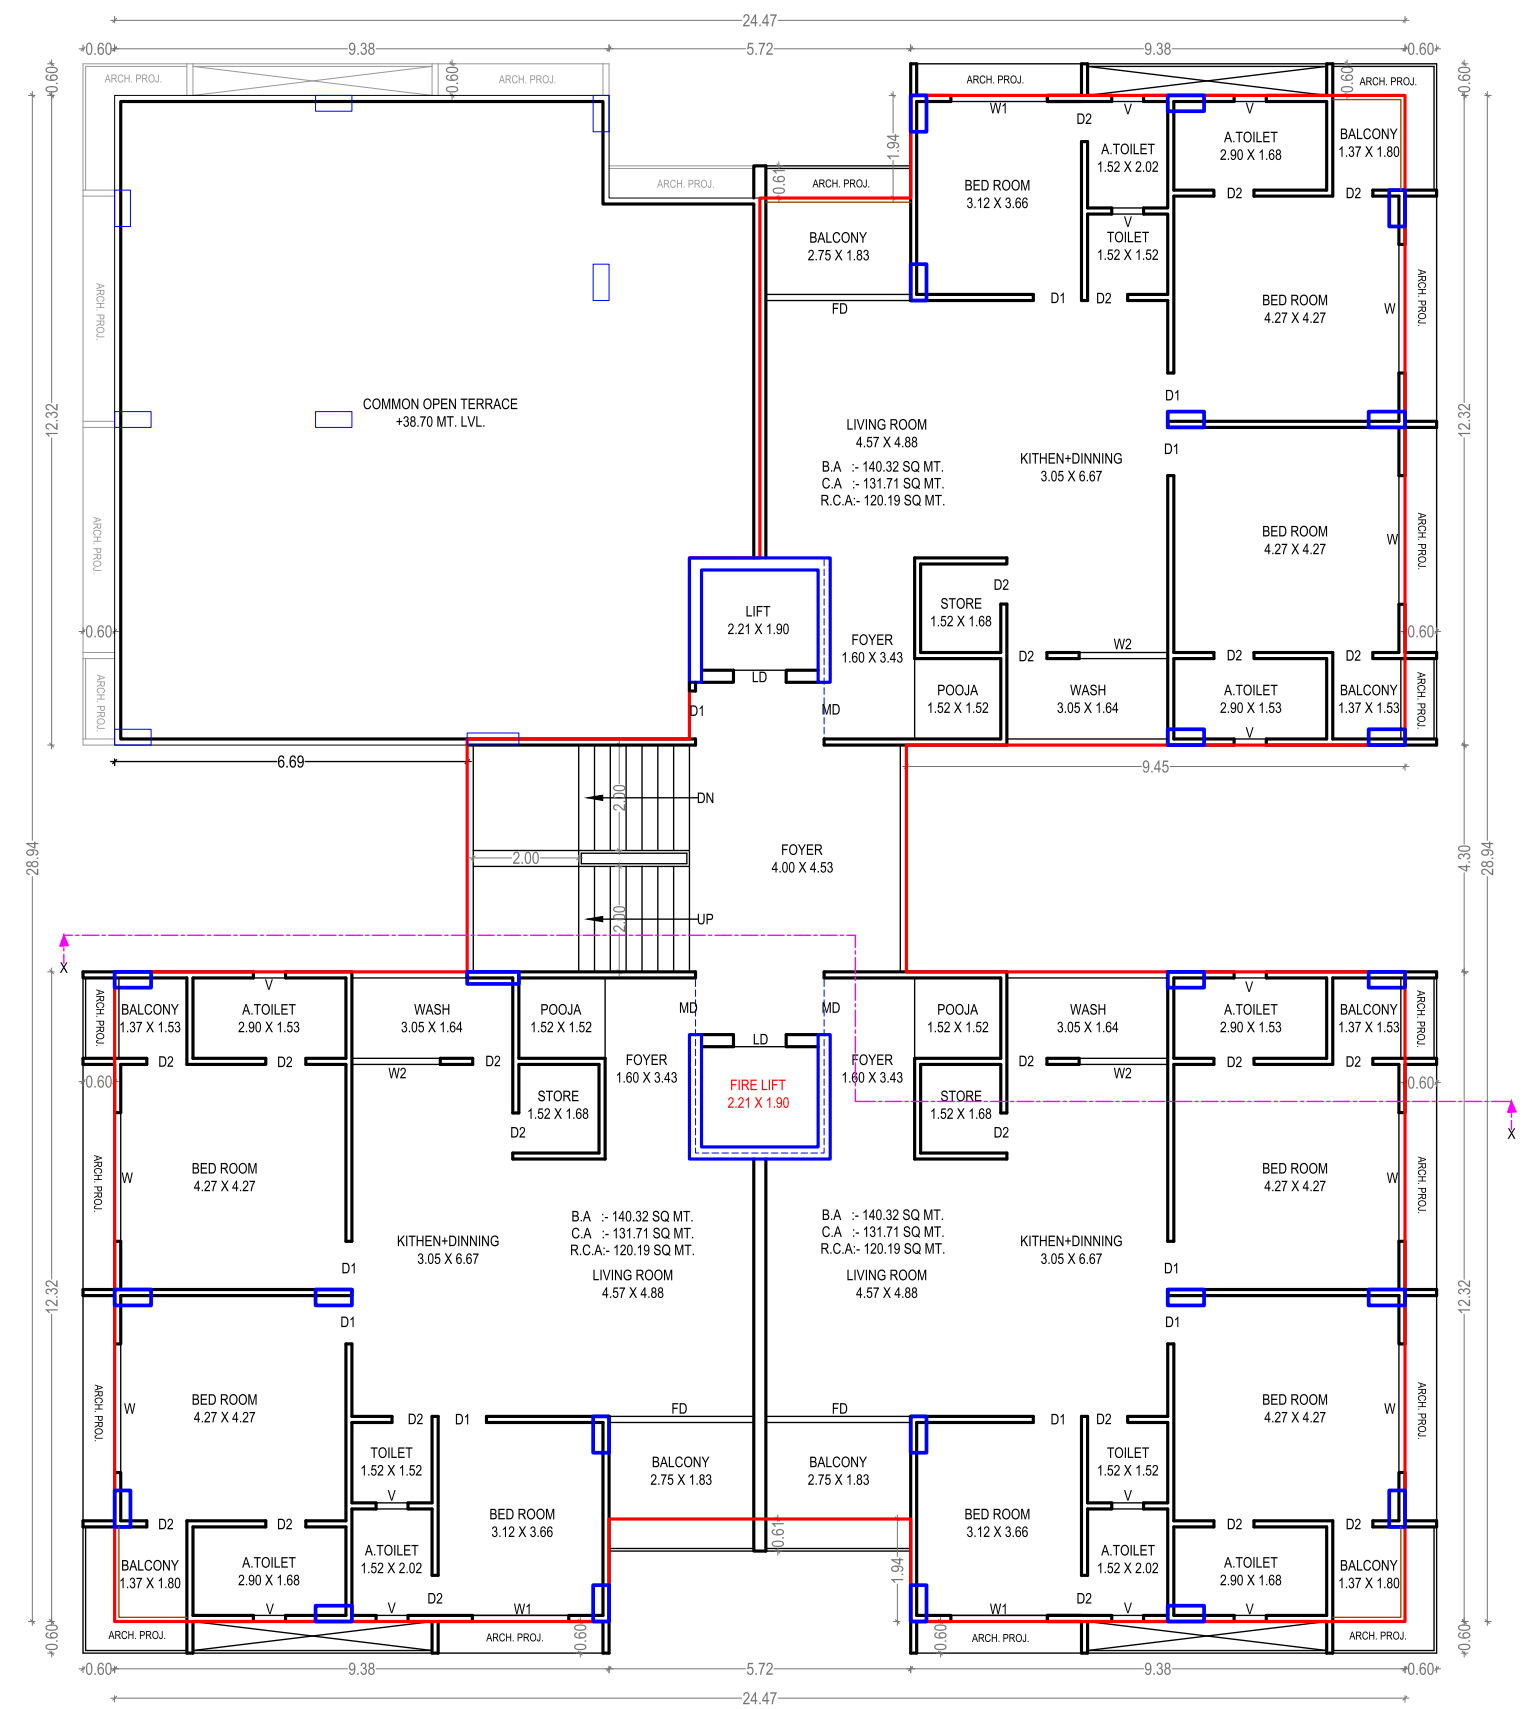 24.47
0.60
9.38
5.72
9.38
0.60
0.60
ARCH. PROJ.
0.60
ARCH. PROJ.
ARCH. PROJ.
0.60
ARCH. PROJ.
0.60
W1
D2
V
V
1.94
A.TOILET
1.52 X 2.02
A.TOILET
2.90 X 1.68
BALCONY
1.37 X 1.80
ARCH. PROJ.
0.61
ARCH. PROJ.
BED ROOM
3.12 X 3.66
D2
D2
V
BALCONY
2.75 X 1.83
TOILET
1.52 X 1.52
FD
D1
D2
BED ROOM
4.27 X 4.27
W
ARCH. PROJ.
ARCH. PROJ.
COMMON OPEN TERRACE
+38.70 MT. LVL.
12.32
12.32
D1
LIVING ROOM
4.57 X 4.88
B.A :- 140.32 SQ MT.
C.A :- 131.71 SQ MT.
R.C.A:- 120.19 SQ MT.
KITHEN+DINNING
3.05 X 6.67
D1
BED ROOM
4.27 X 4.27
W
ARCH. PROJ.
ARCH. PROJ.
LIFT
2.21 X 1.90
STORE
1.52 X 1.68
D2
0.60
0.60
FOYER
1.60 X 3.43
D2
W2
D2
D2
LD
D1
MD
POOJA
1.52 X 1.52
WASH
3.05 X 1.64
A.TOILET
2.90 X 1.53
BALCONY
1.37 X 1.53
ARCH. PROJ.
ARCH. PROJ.
V
6.69
9.45
DN
2.00
28.94
2.00
FOYER
4.00 X 4.53
4.30
28.94
UP
2.00
X
V
V
ARCH. PROJ.
BALCONY
1.37 X 1.53
A.TOILET
2.90 X 1.53
WASH
3.05 X 1.64
POOJA
1.52 X 1.52
MD
MD
POOJA
1.52 X 1.52
WASH
3.05 X 1.64
A.TOILET
2.90 X 1.53
BALCONY
1.37 X 1.53
ARCH. PROJ.
LD
D2
D2
W2
D2
FOYER
1.60 X 3.43
FOYER
1.60 X 3.43
D2
W2
D2
D2
0.60
0.60
FIRE LIFT
2.21 X 1.90
STORE
1.52 X 1.68
STORE
1.52 X 1.68
D2
D2
X
BED ROOM
4.27 X 4.27
W
ARCH. PROJ.
BED ROOM
4.27 X 4.27
W
ARCH. PROJ.
B.A :- 140.32 SQ MT.
C.A :- 131.71 SQ MT.
R.C.A:- 120.19 SQ MT.
B.A :- 140.32 SQ MT.
C.A :- 131.71 SQ MT.
R.C.A:- 120.19 SQ MT.
KITHEN+DINNING
3.05 X 6.67
KITHEN+DINNING
3.05 X 6.67
LIVING ROOM
4.57 X 4.88
LIVING ROOM
4.57 X 4.88
12.32
D1
D1
12.32
D1
D1
BED ROOM
4.27 X 4.27
W
ARCH. PROJ.
BED ROOM
4.27 X 4.27
W
ARCH. PROJ.
D2
D1
FD
FD
D1
D2
TOILET
1.52 X 1.52
BALCONY
2.75 X 1.83
BALCONY
2.75 X 1.83
TOILET
1.52 X 1.52
V
V
BED ROOM
3.12 X 3.66
BED ROOM
3.12 X 3.66
D2
D2
D2
D2
0.61
1.94
BALCONY
1.37 X 1.80
A.TOILET
2.90 X 1.68
A.TOILET
1.52 X 2.02
A.TOILET
1.52 X 2.02
A.TOILET
2.90 X 1.68
BALCONY
1.37 X 1.80
D2
D2
V
V
W1
W1
V
V
0.60
ARCH. PROJ.
ARCH. PROJ.
0.60
0.60
ARCH. PROJ.
ARCH. PROJ.
0.60
0.60
9.38
5.72
9.38
0.60
24.47